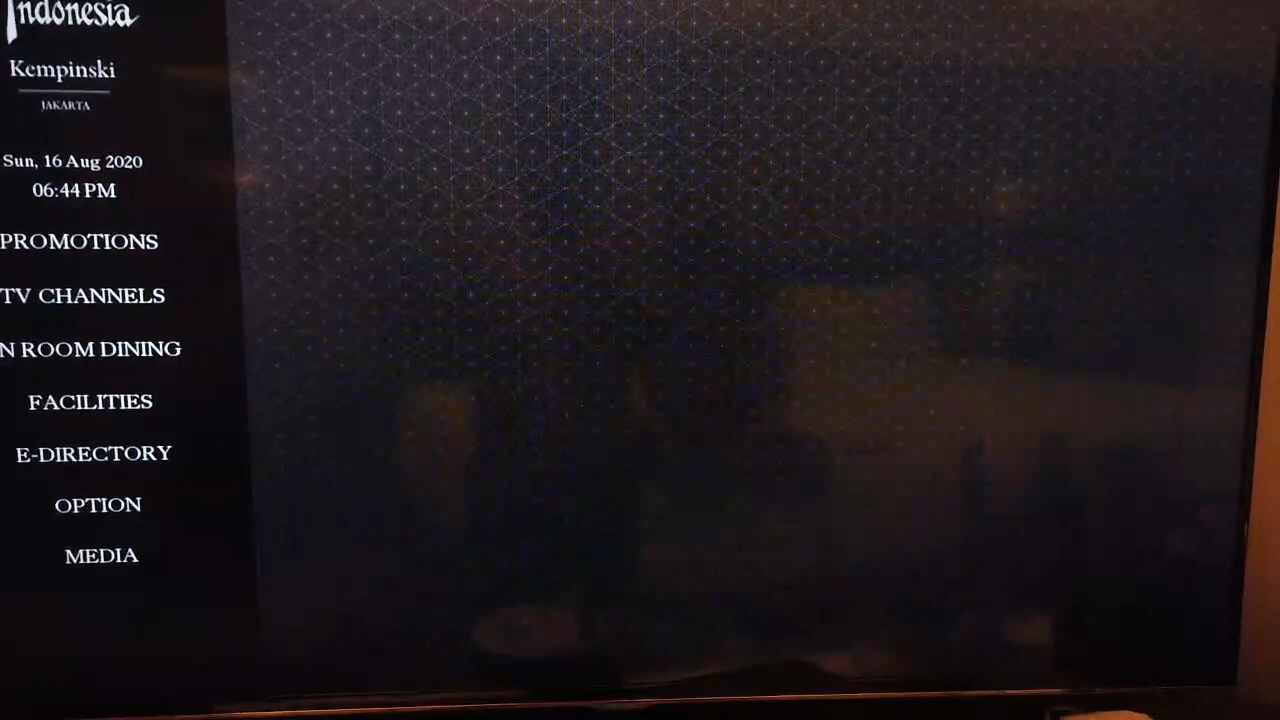 Indonesia
Kempinski
JAKARTA
Sun, 16 Aug 2020
06:44 PM
PROMOTIONS
TV CHANNELS
N ROOM DINING
FACILITIES
E-DIRECTORY
OPTION
MEDIA